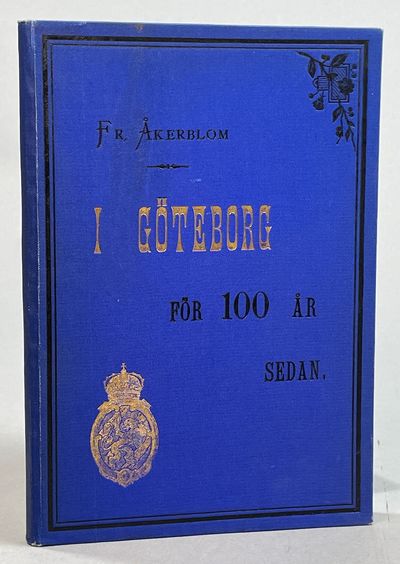 FR. ÅKERBLOM
I GÖTEBORG
FÖR 100 ÅR
SEDAN.